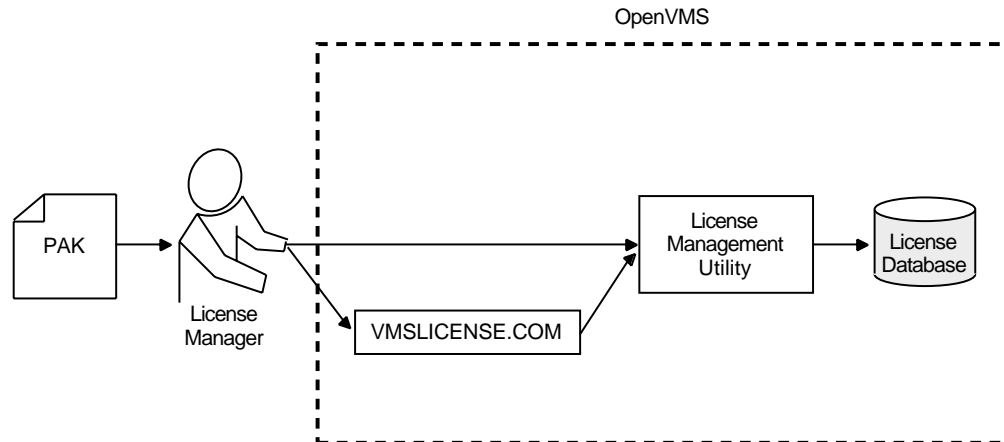 OpenVMS
PAK
License
Manager
VMSLICENSE.COM
License
Management
Utility
License
Database